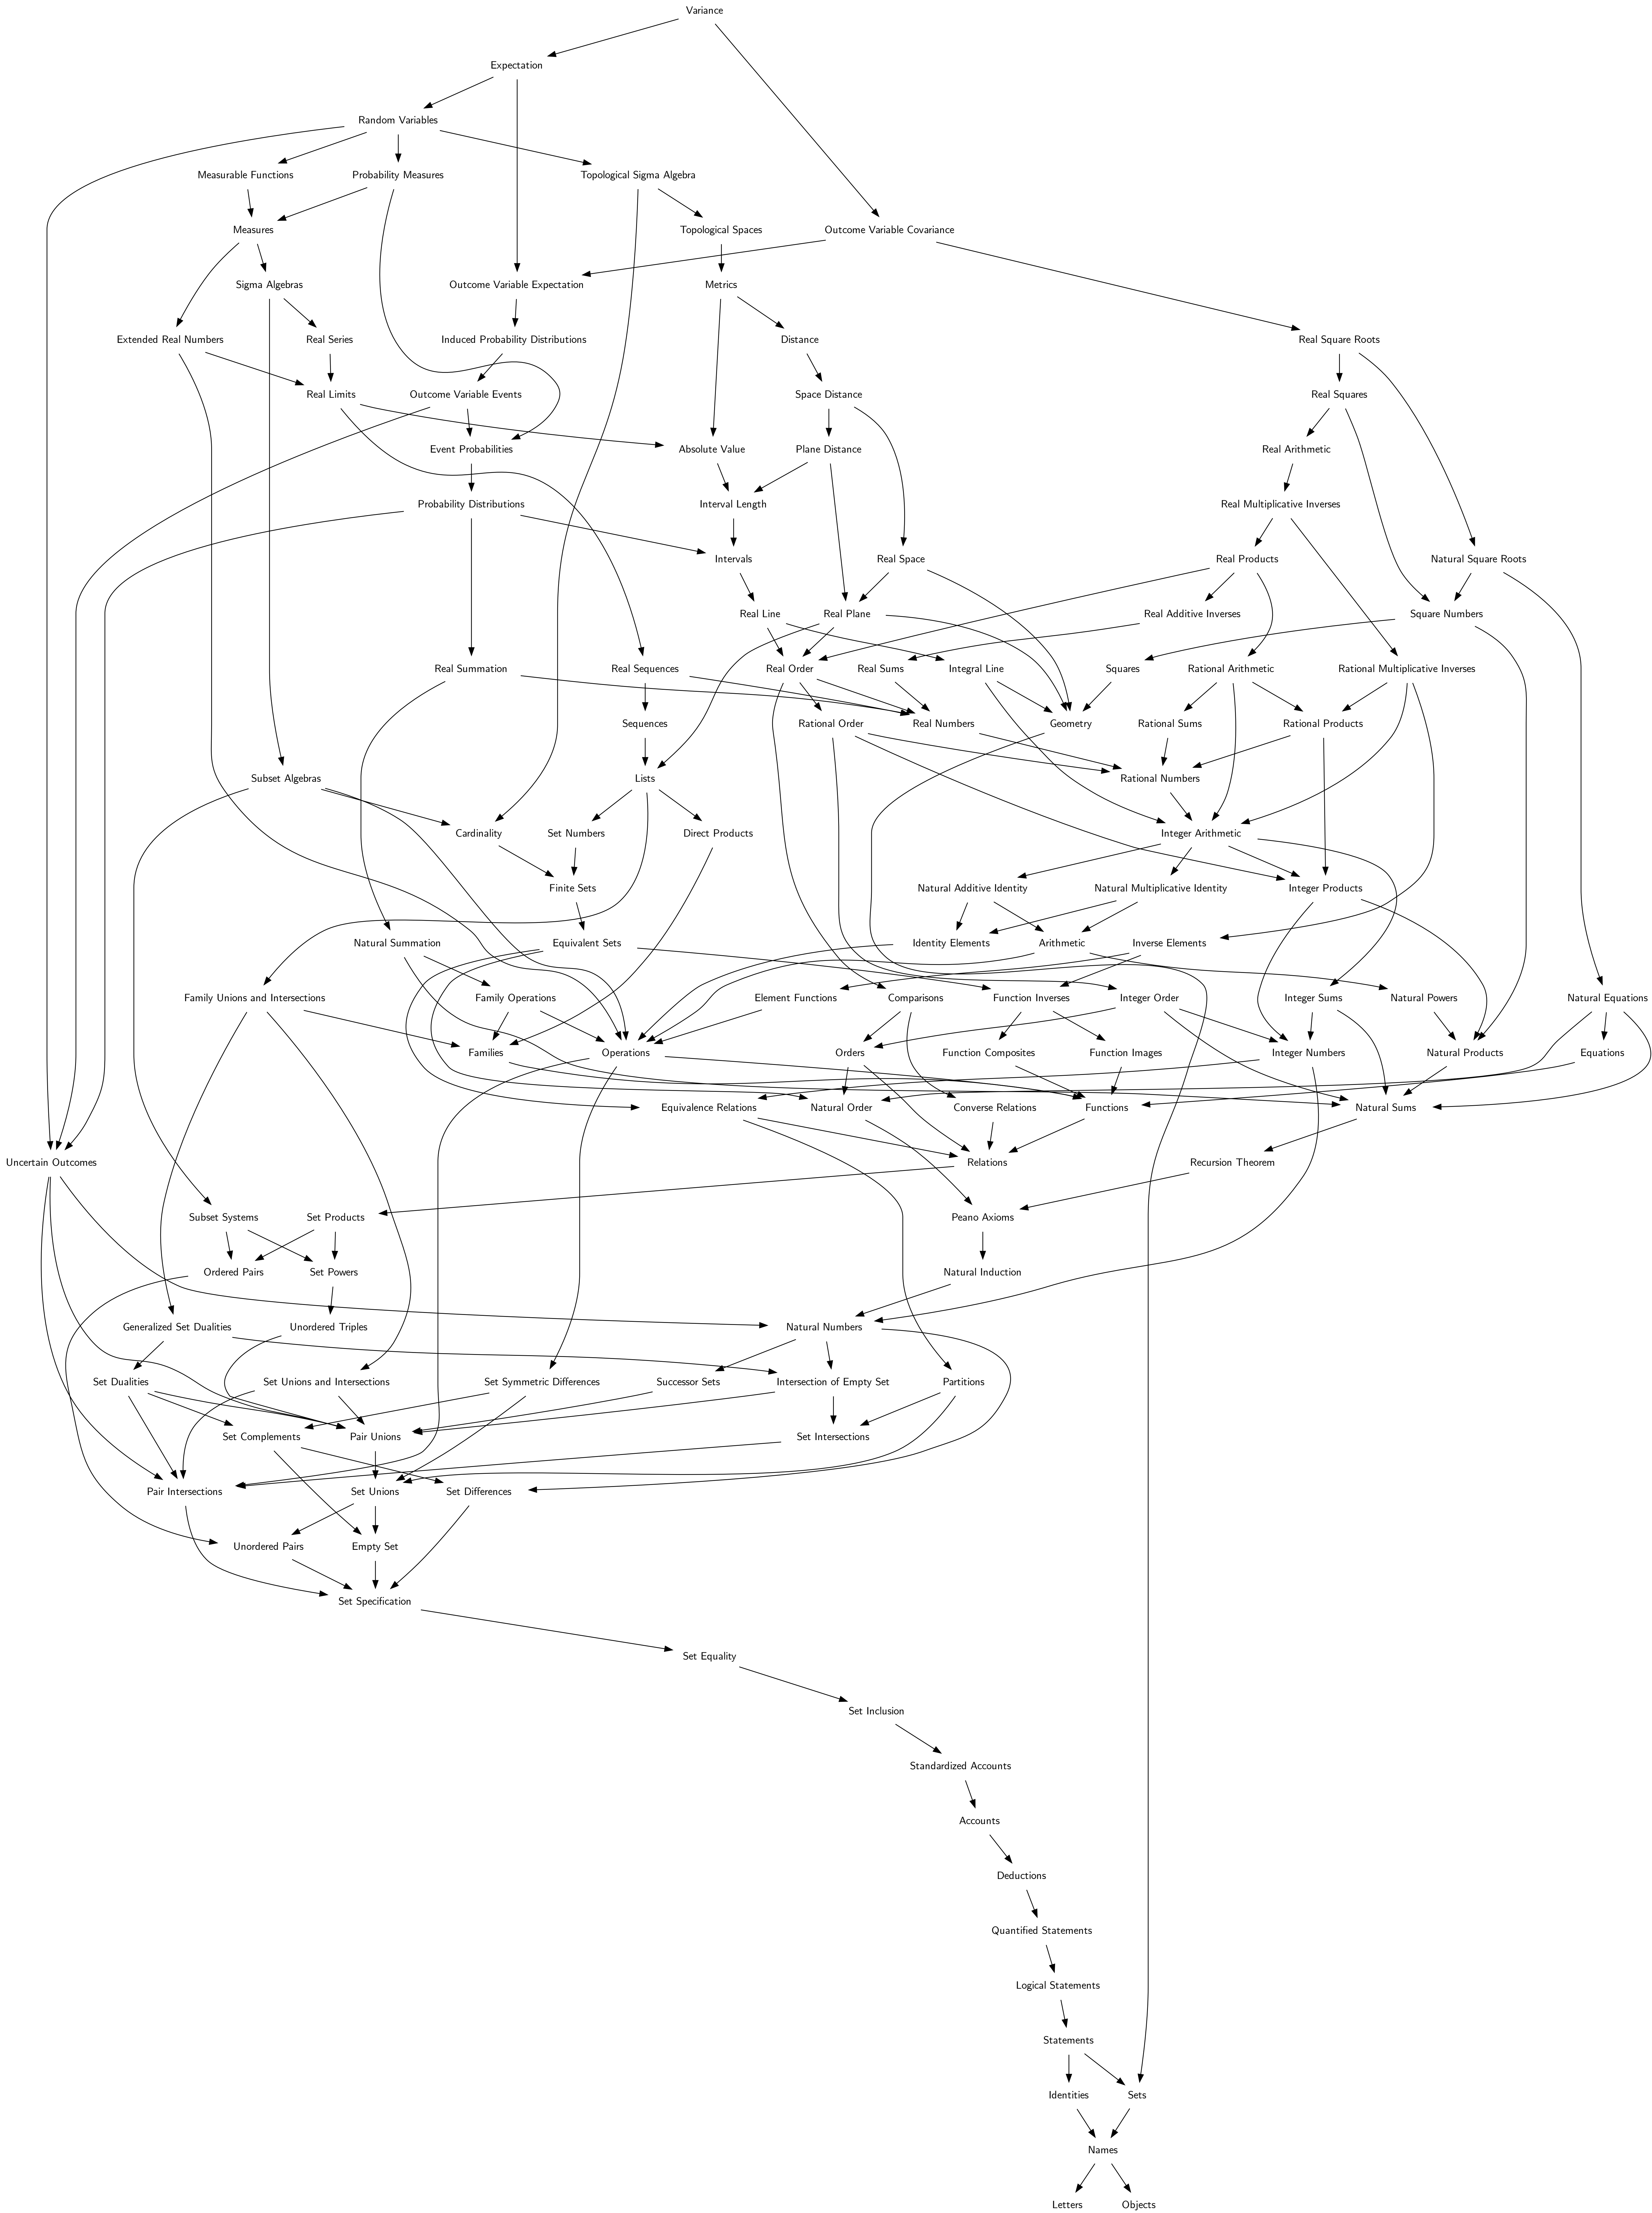 Variance
Expectation
Random Variables
Measurable Functions
Probability Measures
Topological Sigma Algebra
Measures
Topological Spaces
Outcome Variable Covariance
Sigma Algebras
Outcome Variable Expectation
Metrics
Extended Real Numbers
Real Series
Induced Probability Distributions
Distance
Real Square Roots
Real Limits
Outcome Variable Events
Space Distance
Real Squares
Event Probabilities
Absolute Value
Plane Distance
Real Arithmetic
Probability Distributions
Interval Length
Real Multiplicative Inverses
Intervals
Real Space
Real Products
Natural Square Roots
Real Line
Real Plane
Real Additive Inverses
Square Numbers
Real Summation
Real Sequences
Real Order
Real Sums
Integral Line
Squares
Rational Arithmetic
Rational Multiplicative Inverses
Sequences
Rational Order
Real Numbers
Geometry
Rational Sums
Rational Products
Subset Algebras
Lists
Rational Numbers
Cardinality
Set Numbers
Direct Products
Integer Arithmetic
Finite Sets
Natural Additive Identity
Natural Multiplicative Identity
Integer Products
Natural Summation
Equivalent Sets
Identity Elements
Arithmetic
Inverse Elements
Family Unions and Intersections
Family Operations
Element Functions
Comparisons
Function Inverses
Integer Order
Integer Sums
Natural Powers
Natural Equations
Families
Operations
Orders
Function Composites
Function Images
Integer Numbers
Natural Products
Equations
Equivalence Relations
Natural Order
Converse Relations
Functions
Natural Sums
Uncertain Outcomes
Relations
Recursion Theorem
Subset Systems
Set Products
Peano Axioms
Ordered Pairs
Set Powers
Natural Induction
Generalized Set Dualities
Unordered Triples
Natural Numbers
Set Dualities
Set Unions and Intersections
Set Symmetric Differences
Successor Sets
Intersection of Empty Set
Partitions
Set Complements
Pair Unions
Set Intersections
Pair Intersections
Set Unions
Set Differences
Unordered Pairs
Empty Set
Set Specification
Set Equality
Set Inclusion
Standardized Accounts
Accounts
Deductions
Quantified Statements
Logical Statements
Statements
Identities
Sets
Names
Letters
Objects